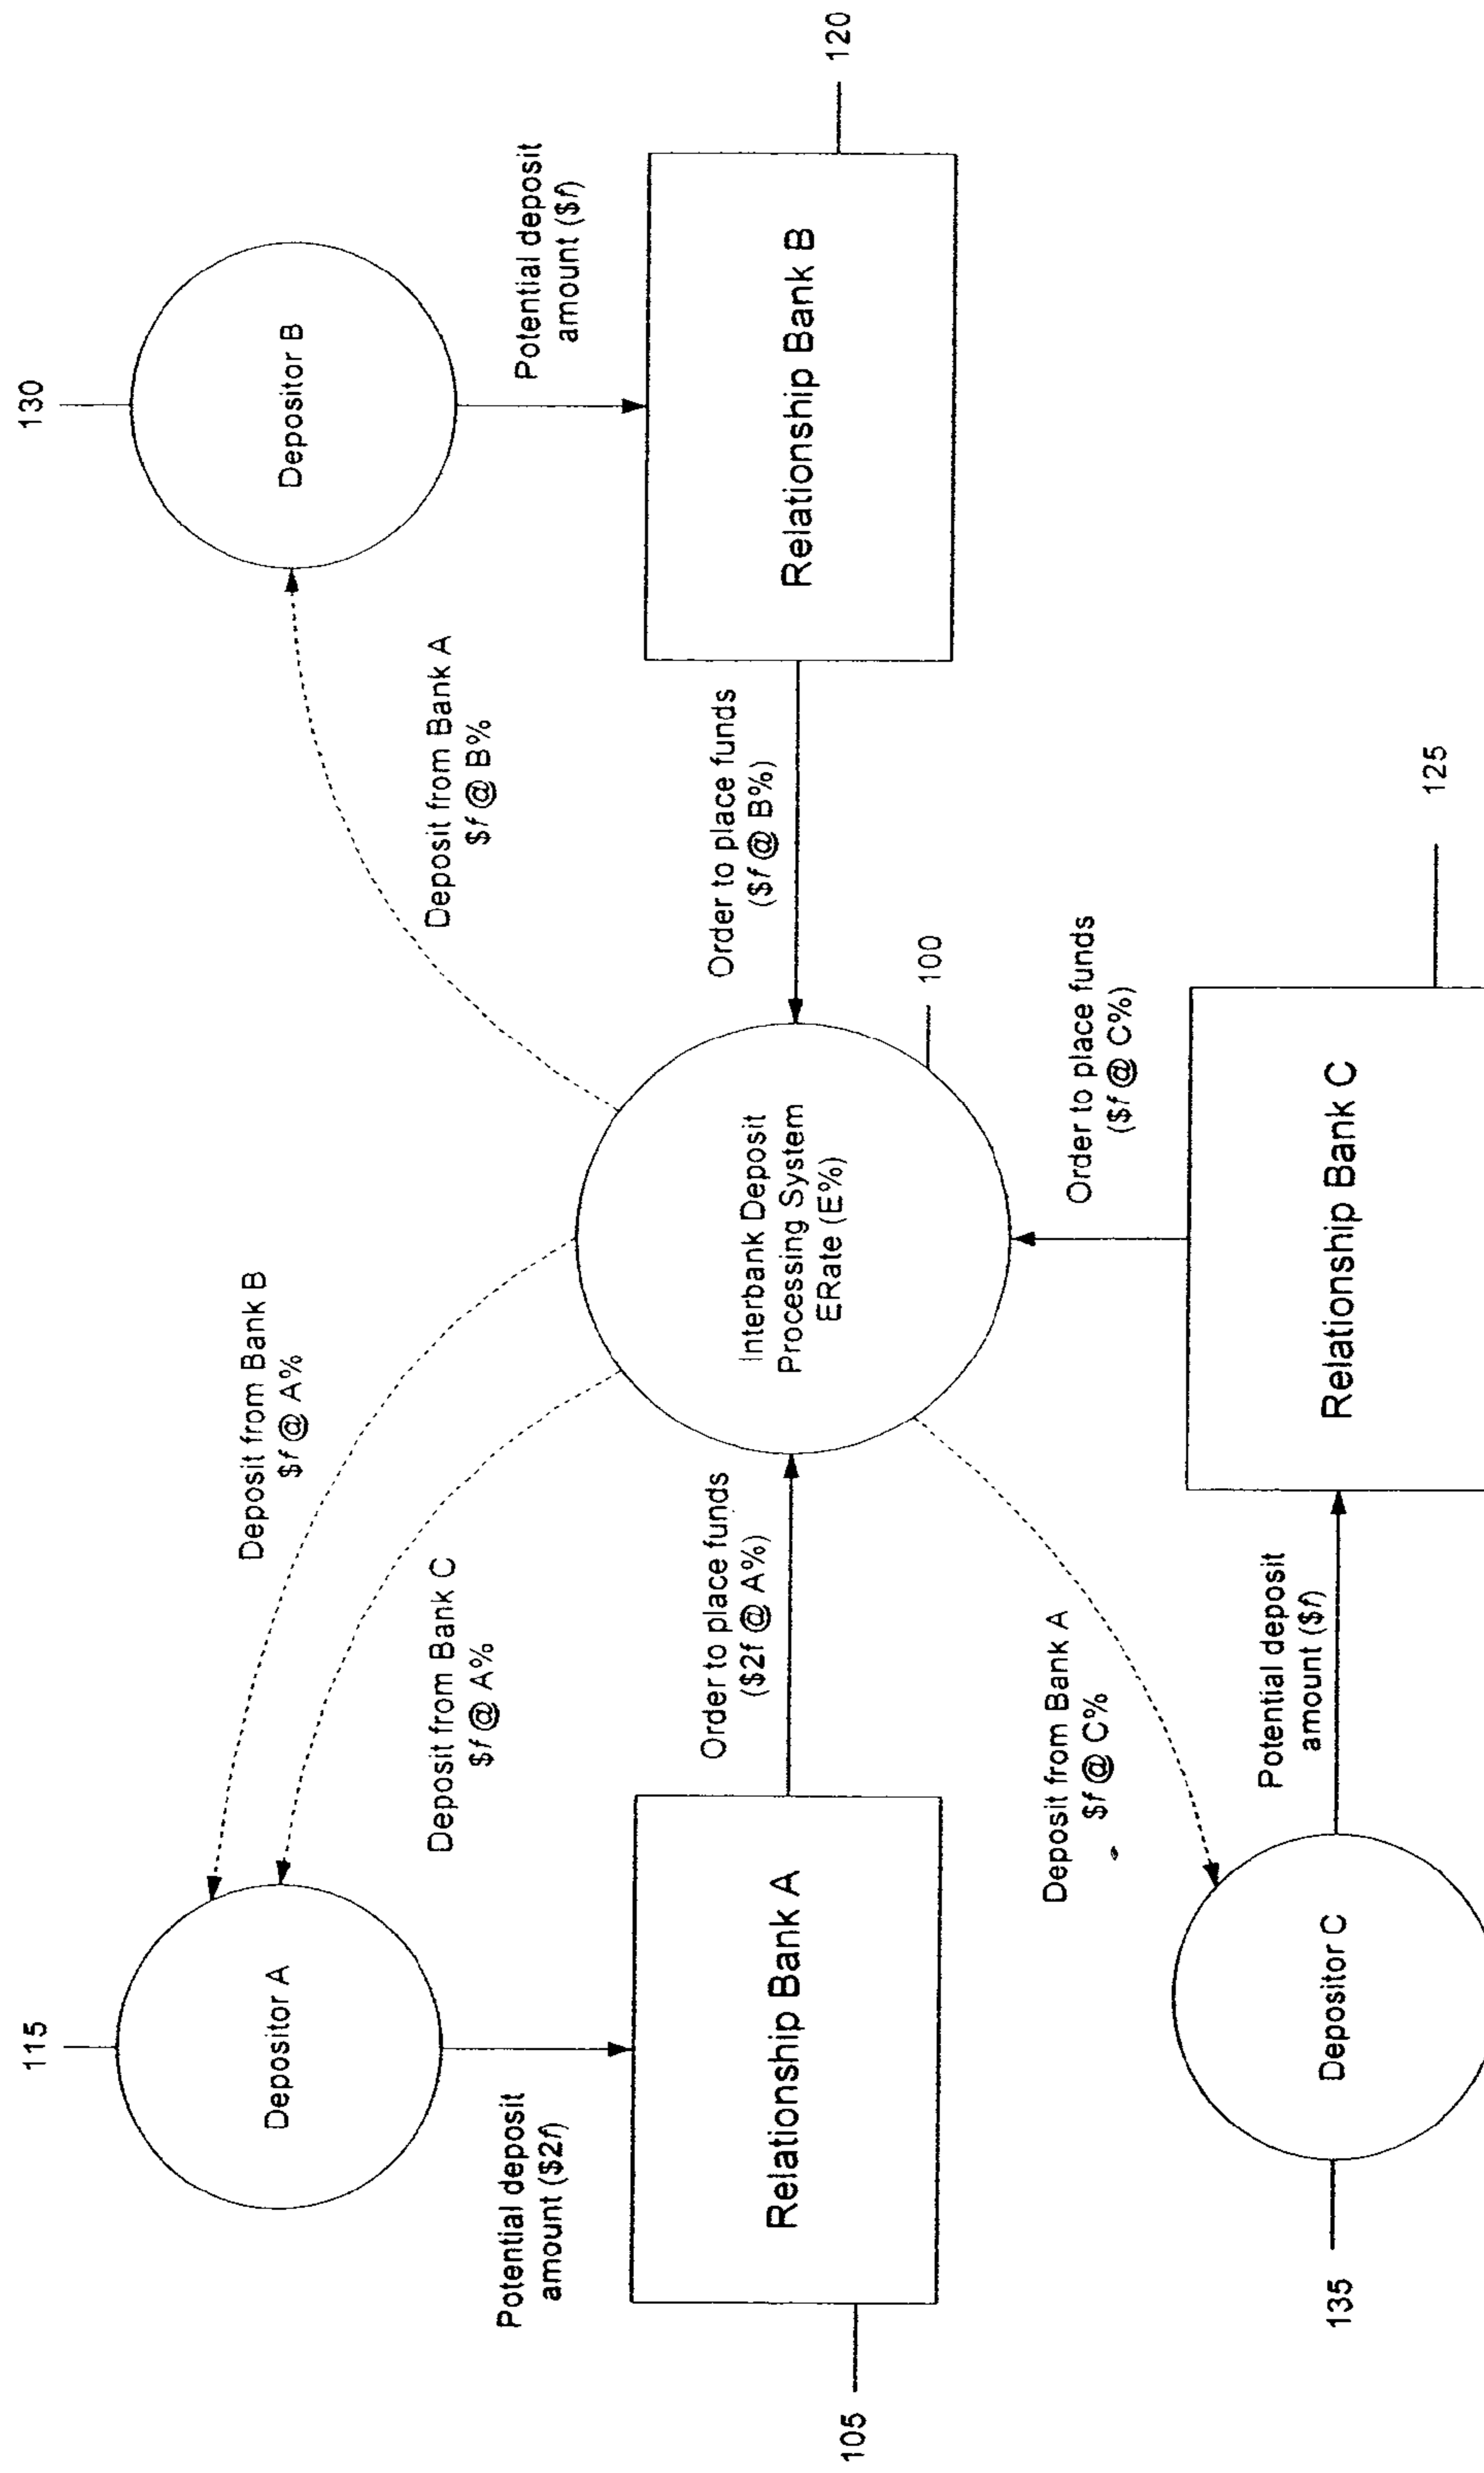 115
130
Depositor A
Depositor B
Deposit from Bank B
$f @ A%
Deposit from Bank C
$f @ A%
Deposit from Bank A
$f @ B%
Potential deposit
amount ($2f)
Potential deposit
amount ($f)
Relationship Bank A
105
Order to place funds
($2f @ A%)
Interbank Deposit
Processing System
ERate (E%)
100
Order to place funds
($f @ B%)
Relationship Bank B
120
Deposit from Bank A
$f @ C%
Order to place funds
($f @ C%)
Depositor C
135
Potential deposit
amount ($f)
Relationship Bank C
125